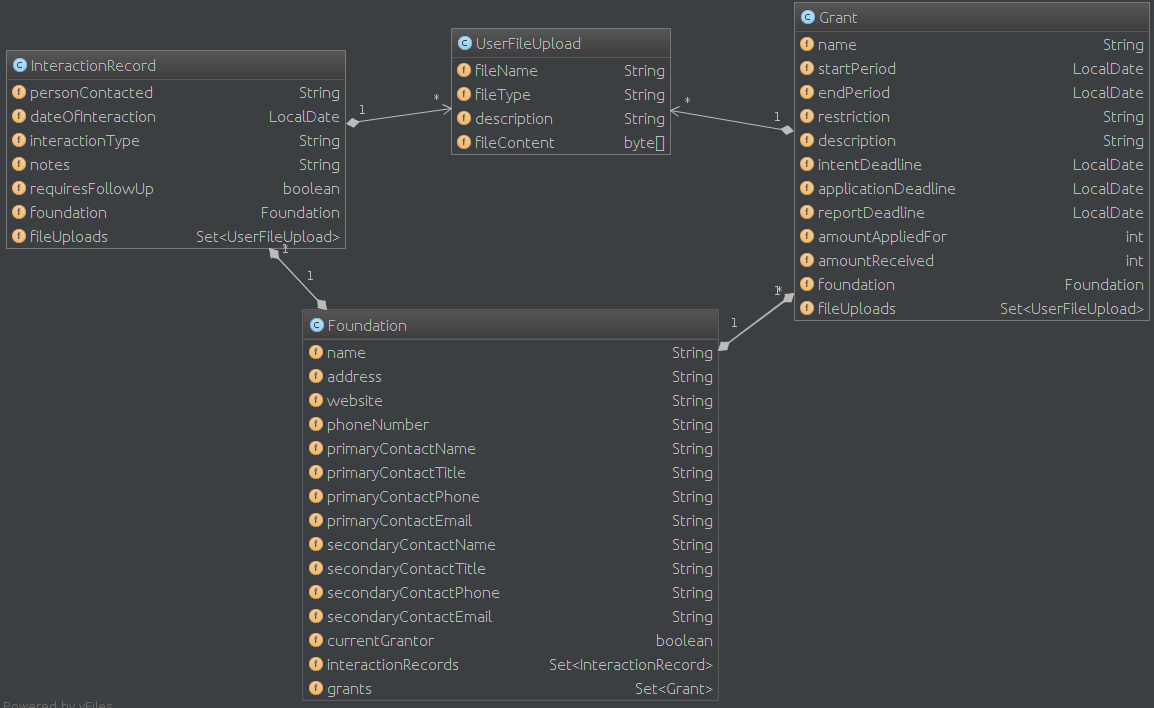 InteractionRecord
personContacted String
dateOfInteraction LocalDate
interactionType String
notes String
requiresFollowUp boolean
foundation Foundation
fileUploads Set<UserFileUpload>
UserFileUpload
fileName String
fileType String
description String
fileContent byte[]
Grant
name String
startPeriod LocalDate
endPeriod LocalDate
restriction String
description String
intentDeadline LocalDate
applicationDeadline LocalDate
reportDeadline LocalDate
amountAppliedFor int
amountReceived int
foundation Foundation
fileUploads Set<UserFileUpload>
1
*
*
1
1
1
1
*
1
Foundation
name String
address String
website String
phoneNumber String
primaryContactName String
primaryContactTitle String
primaryContactPhone String
primaryContactEmail String
secondaryContactName String
secondaryContactTitle String
secondaryContactPhone String
secondaryContactEmail String
currentGrantor boolean
interactionRecords Set<InteractionRecord>
grants Set<Grant>
Powered by yFiles